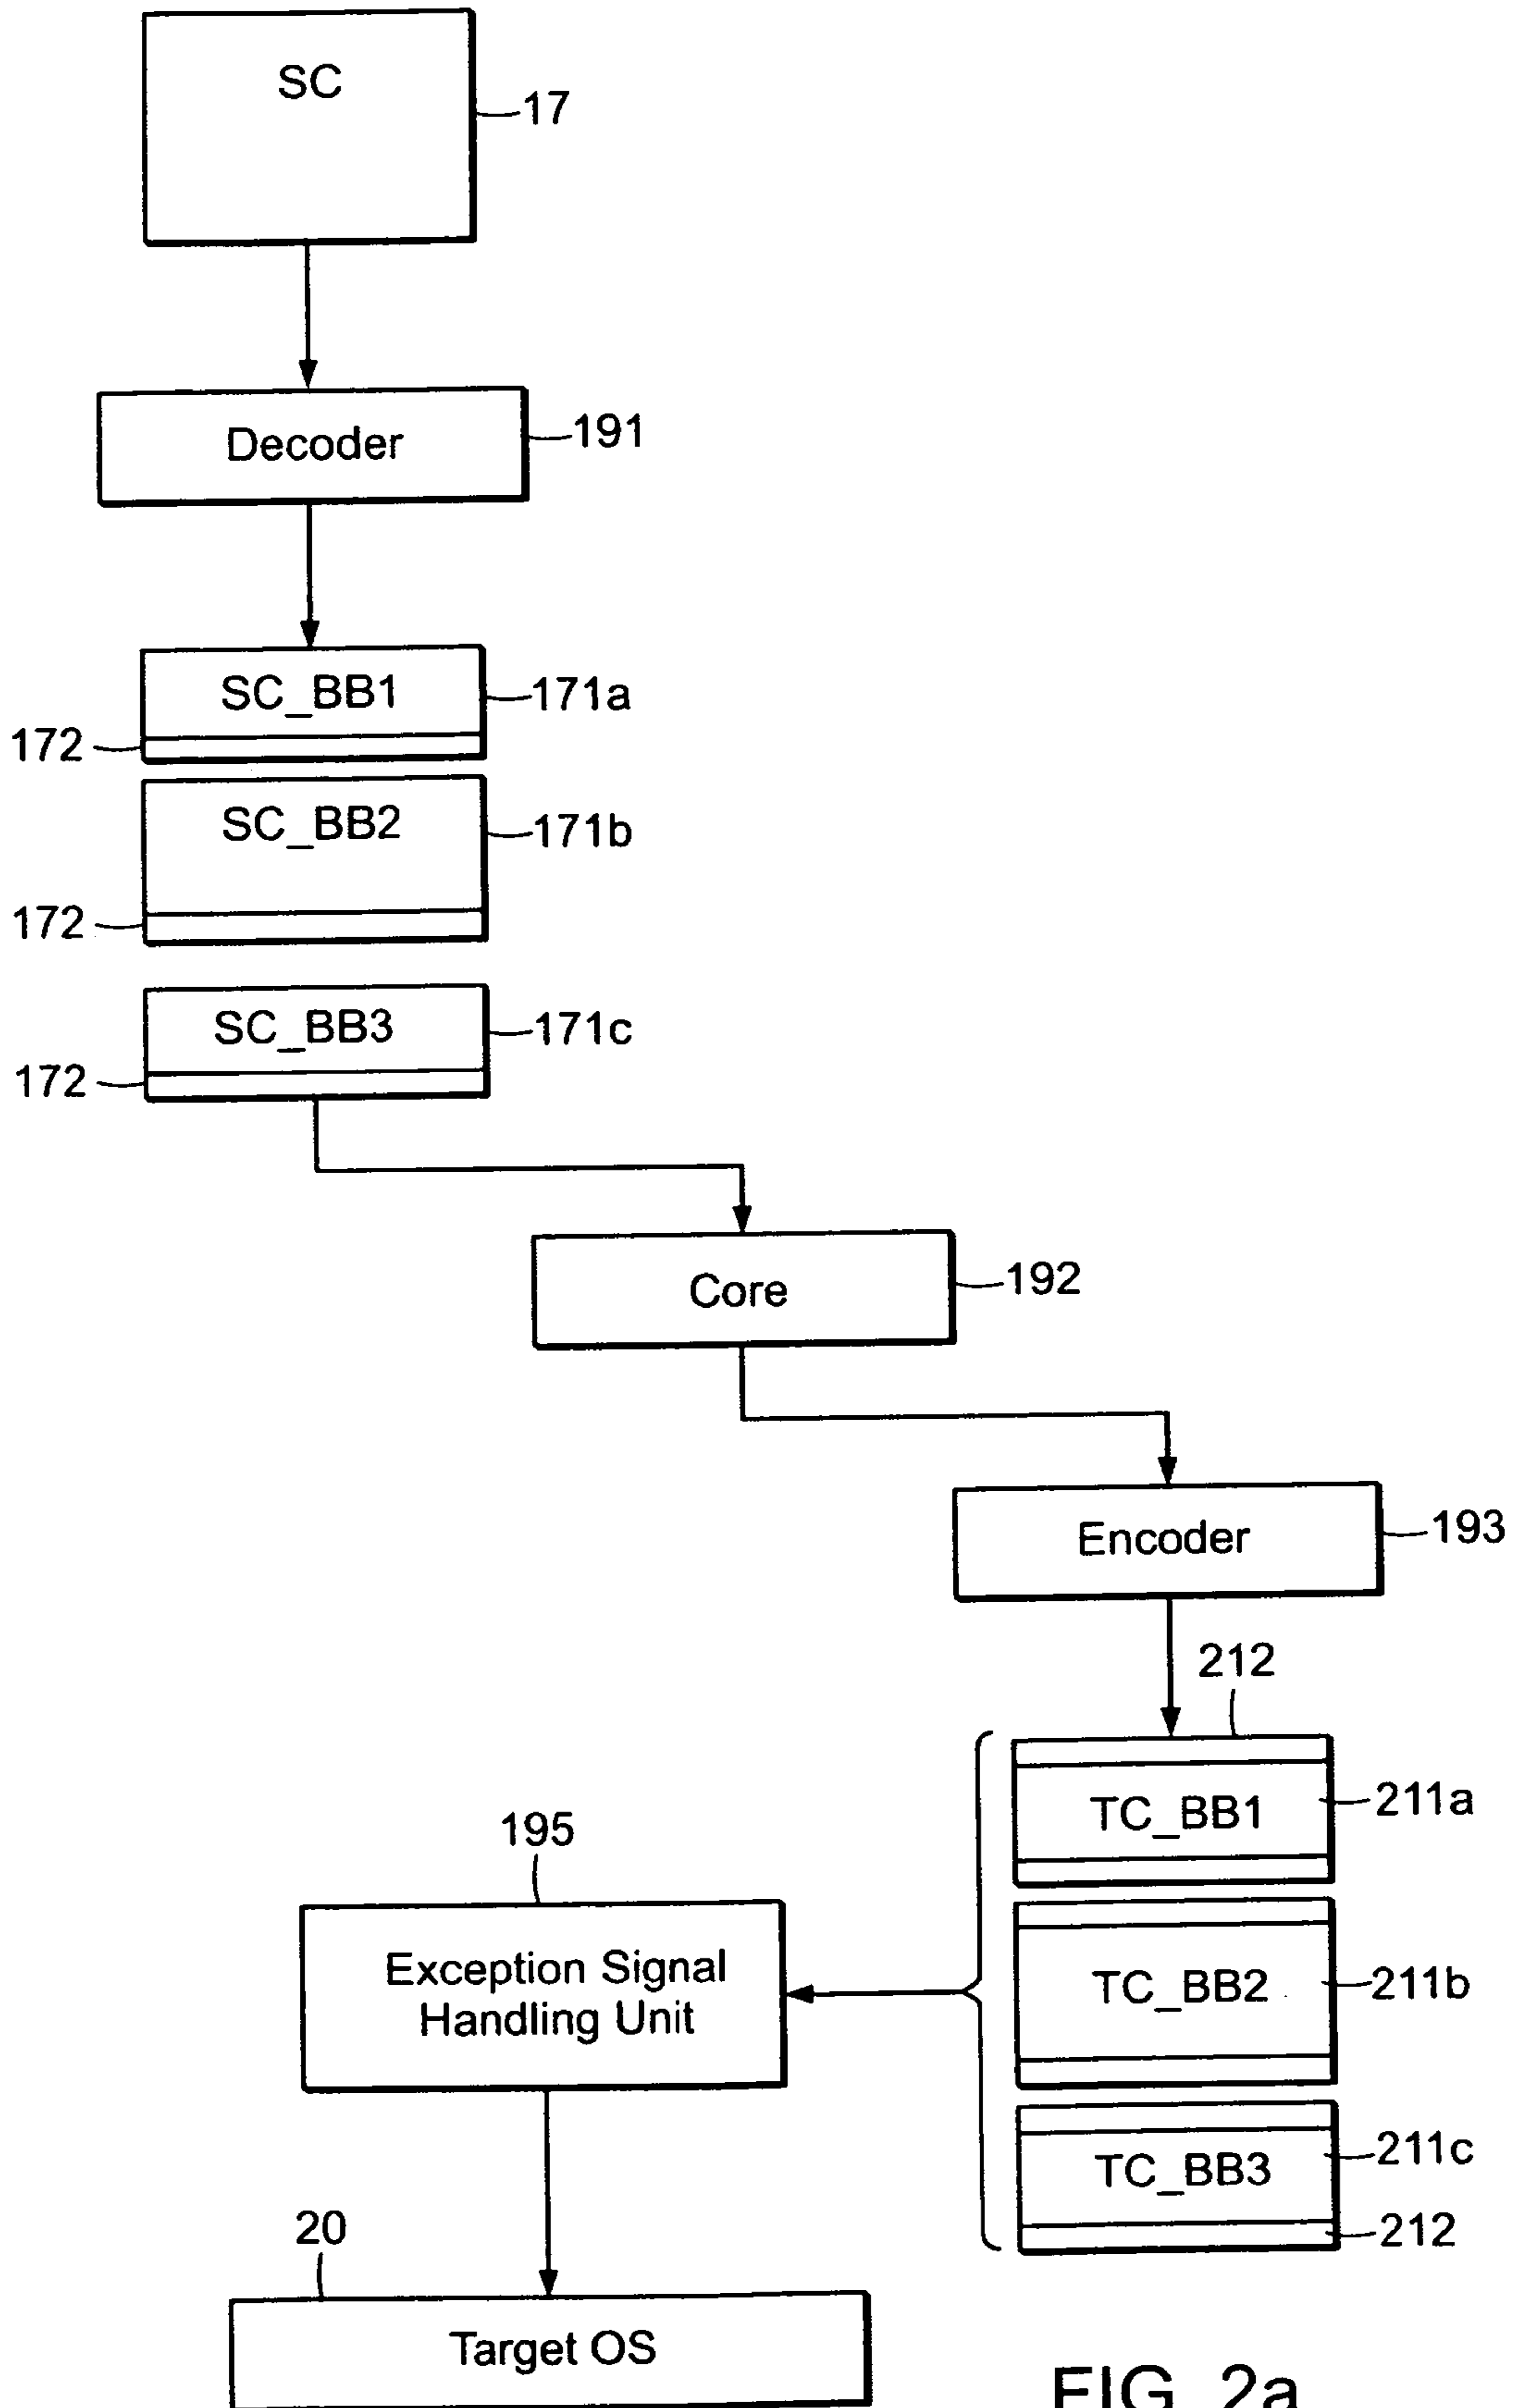 SC
17
Decoder
191
SC_BB1
171a
172
SC_BB2
171b
172
SC_BB3
171c
172
Core
192
Encoder
193
212
TC_BB1
211a
195
Exception Signal
Handling Unit
TC_BB2
211b
TC_BB3
211c
212
20
Target OS
FIG. 2a